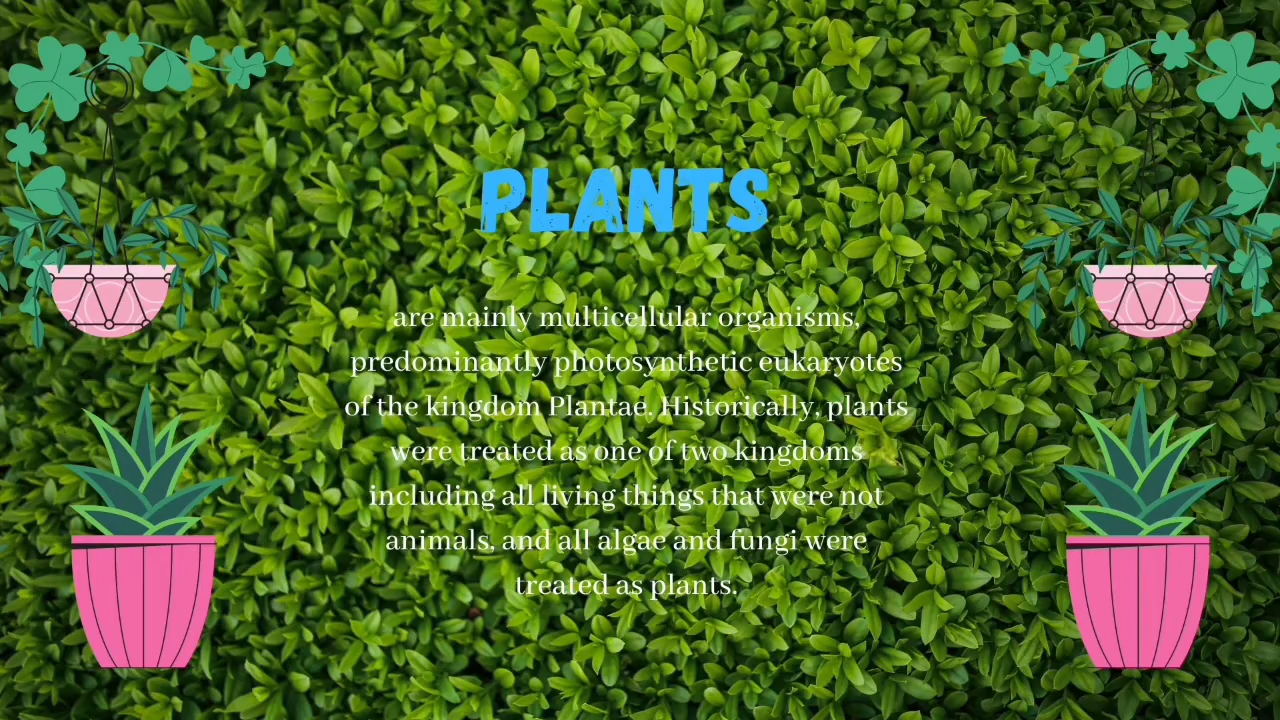 PLANTS
are mainly multicellular organisms,
predominantly photosynthetic eukaryotes
of the kingdom Plantae. Historically, plants
were treated as one of two kingdoms
including all living things that were not
animals, and all algae and fungi were
treated as plants.